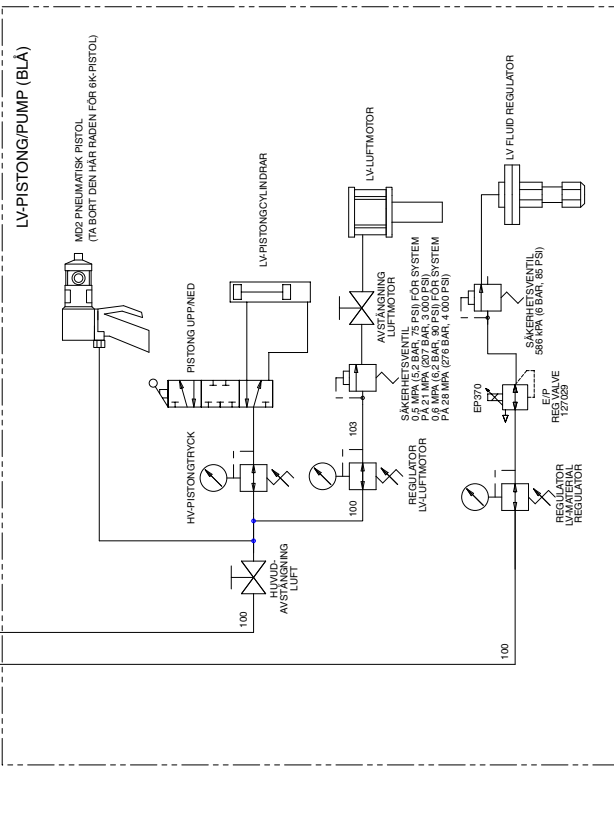 LV-PISTONG/PUMP (BLÅ)
MD2 PNEUMATISK PISTOL
(TA BORT DEN HÄR RADEN FÖR 6K-PISTOL)
LV-PISTONGCYLINDRAR
PISTONG UPP/NED
HV-PISTONGTRYCK
HUVUD-
AVSTÄNGNING
LUFT
100
LV-LUFTMOTOR
AVSTÄNGNING
LUFTMOTOR
SÄKERHETSVENTIL
0,5 MPA (5,2 BAR, 75 PSI) FÖR SYSTEM
PÅ 21 MPA (207 BAR, 3 000 PSI)
0,6 MPA (6,2 BAR, 90 PSI) FÖR SYSTEM
PÅ 28 MPA (276 BAR, 4 000 PSI)
103
REGULATOR
LV-LUFTMOTOR
100
LV FLUID REGULATOR
SÄKERHETSVENTIL
586 kPA (6 BAR, 85 PSI)
EP370
E/P
REG VALVE
127029
REGULATOR
LV-MATERIAL
REGULATOR
100